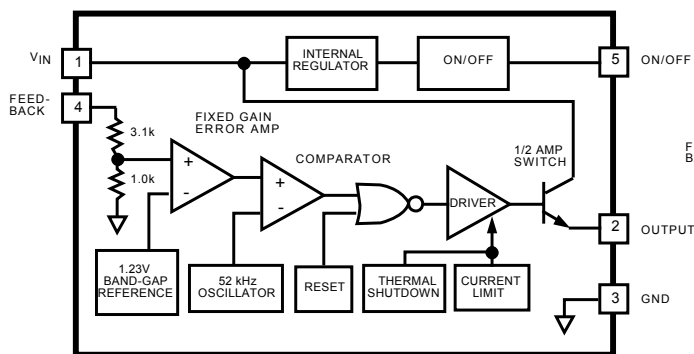 VIN
1
INTERNAL
REGULATOR
ON/OFF
5
ON/OFF
FEED-
BACK
4
3.1k
FIXED GAIN
ERROR AMP
1/2 AMP
SWITCH
F
B
COMPARATOR
+
-
1.0k
+
-
DRIVER
2
OUTPUT
1.23V
BAND-GAP
REFERENCE
52 kHz
OSCILLATOR
RESET
THERMAL
SHUTDOWN
CURRENT
LIMIT
3
GND